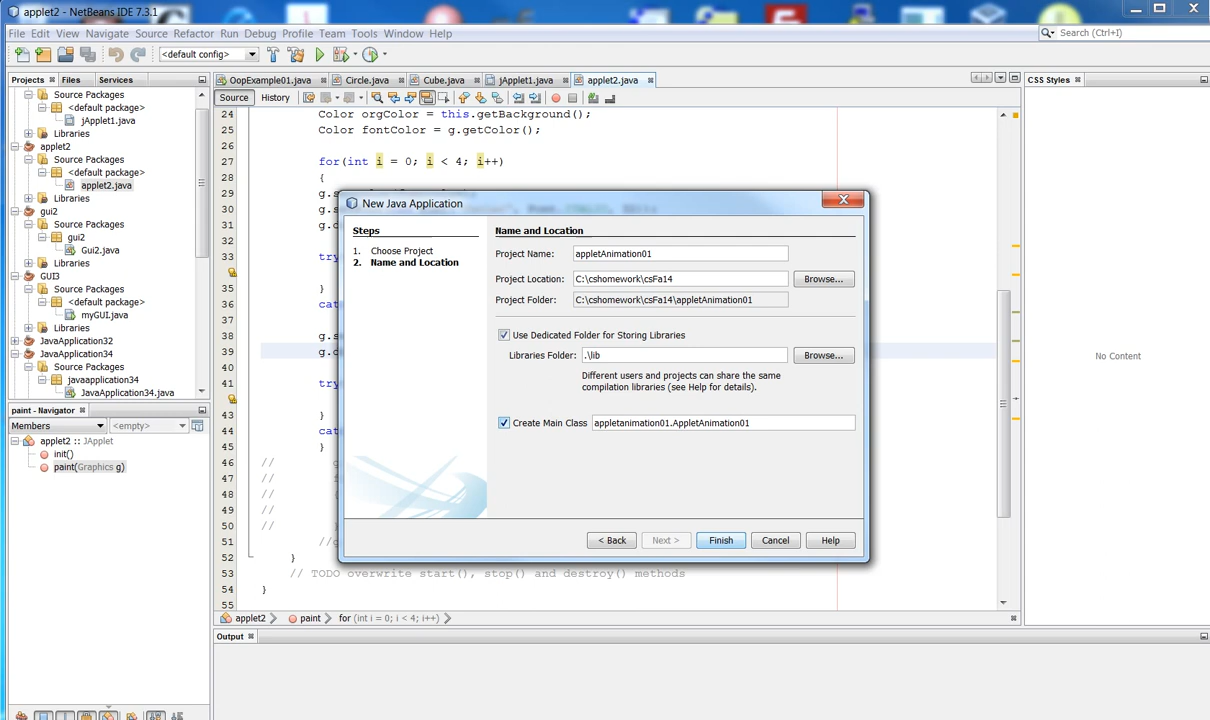 applet2 - NetBeans IDE 7.3.1
File Edit View Navigate Source Refactor Run Debug Profile Team Tools Window Help
Search (Ctrl+I)
<default config>
Projects Files Services
OopExample01.java Circle.java Cube.java jApplet1.java applet2.java
CSS Styles
Source History
Source Packages
<default package>
jApplet1.java
Libraries
applet2
Source Packages
<default package>
applet2.java
Libraries
gui2
Source Packages
gui2
Gui2.java
Libraries
GUI3
Source Packages
<default package>
myGUI.java
Libraries
JavaApplication32
JavaApplication34
Source Packages
javaapplication34
JavaApplication34.java
24 Color orgColor = this.getBackground();
25 Color fontColor = g.getColor();
26
27 for(int i = 0; i < 4; i++)
28 {
29
30
31
32
33 try
35 }
36
38
39
40
41 try
43 }
44
45 }
46 //
47 //
48 //
49 //
50 //
51
52 }
53 // TODO overwrite start(), stop() and destroy() methods
54 }
55
New Java Application
Steps
1. Choose Project
2. Name and Location
Name and Location
Project Name: appletAnimation01
Project Location: C:\cshomework\csFa14 Browse...
Project Folder: C:\cshomework\csFa14\appletAnimation01
Use Dedicated Folder for Storing Libraries
Libraries Folder: .\lib Browse...
Different users and projects can share the same
compilation libraries (see Help for details).
Create Main Class appletanimation01.AppletAnimation01
< Back Next > Finish Cancel Help
No Content
paint - Navigator
Members <empty>
applet2 :: JApplet
init()
paint(Graphics g)
applet2 paint for (int i = 0; i < 4; i++)
Output